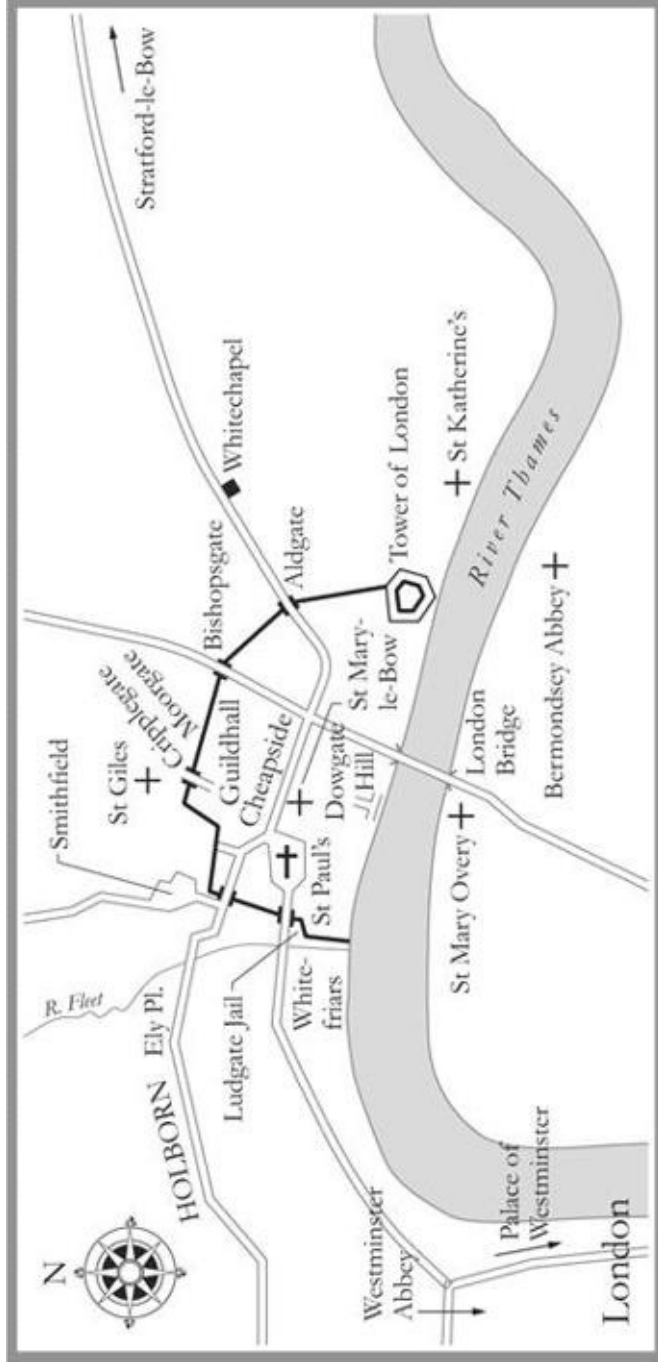 N
HOLBORN
Ely Pl.
R. Fleet
Smithfield
St Giles
Cripplegate
Moorgate
Bishopsgate
Whitechapel
Stratford-le-Bow
Ludgate Jail
Guildhall
Cheapside
Aldgate
White-
friars
St Paul's
Dowgate
Hill
St Mary-
le-Bow
Tower of London
St Katherine's
Westminster
Abbey
Palace of
Westminster
St Mary Overy
London
Bridge
Bermondsey Abbey
River Thames
London